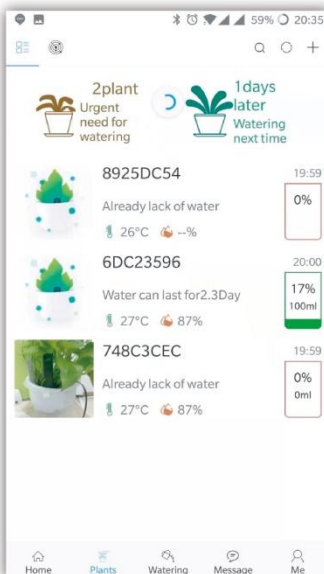 59% 20:35
2plant
Urgent
need for
watering
1days
later
Watering
next time
8925DC54 19:59
Already lack of water 0%
26°C --%
6DC23596 20:00
Water can last for2.3Day 17%
100ml
27°C 87%
748C3CEC 19:59
Already lack of water 0%
0ml
27°C 87%
Home Plants Watering Message Me